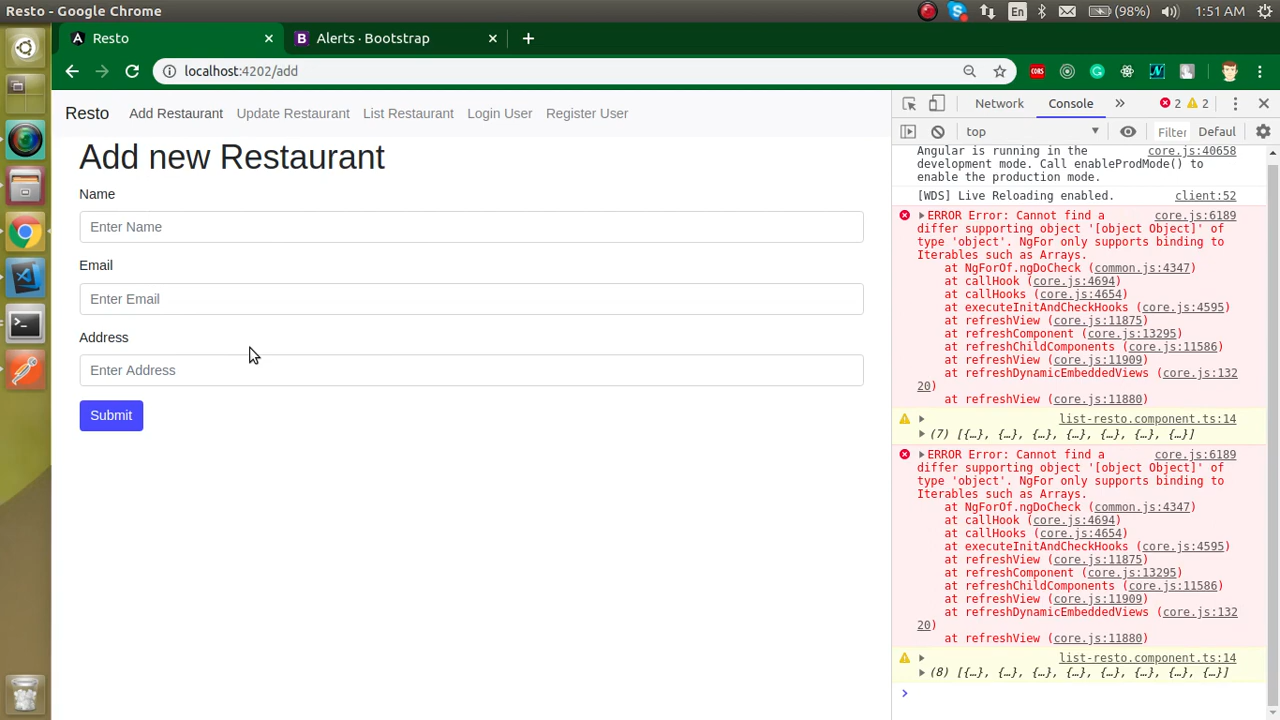 Resto - Google Chrome
En (98%) 1:51 AM
Resto
Alerts · Bootstrap
localhost:4202/add
CORS
Resto Add Restaurant Update Restaurant List Restaurant Login User Register User
Add new Restaurant
Name
Enter Name
Email
Enter Email
Address
Enter Address
Submit
Network Console » 2 2
top Filter Defaul
Angular is running in the core.js:40658
development mode. Call enableProdMode() to
enable the production mode.
[WDS] Live Reloading enabled. client:52
ERROR Error: Cannot find a core.js:6189
differ supporting object '[object Object]' of
type 'object'. NgFor only supports binding to
Iterables such as Arrays.
at NgForOf.ngDoCheck (common.js:4347)
at callHook (core.js:4694)
at callHooks (core.js:4654)
at executeInitAndCheckHooks (core.js:4595)
at refreshView (core.js:11875)
at refreshComponent (core.js:13295)
at refreshChildComponents (core.js:11586)
at refreshView (core.js:11909)
at refreshDynamicEmbeddedViews (core.js:132
20)
at refreshView (core.js:11880)
list-resto.component.ts:14
(7) [{…}, {…}, {…}, {…}, {…}, {…}, {…}]
ERROR Error: Cannot find a core.js:6189
differ supporting object '[object Object]' of
type 'object'. NgFor only supports binding to
Iterables such as Arrays.
at NgForOf.ngDoCheck (common.js:4347)
at callHook (core.js:4694)
at callHooks (core.js:4654)
at executeInitAndCheckHooks (core.js:4595)
at refreshView (core.js:11875)
at refreshComponent (core.js:13295)
at refreshChildComponents (core.js:11586)
at refreshView (core.js:11909)
at refreshDynamicEmbeddedViews (core.js:132
20)
at refreshView (core.js:11880)
list-resto.component.ts:14
(8) [{…}, {…}, {…}, {…}, {…}, {…}, {…}, {…}]